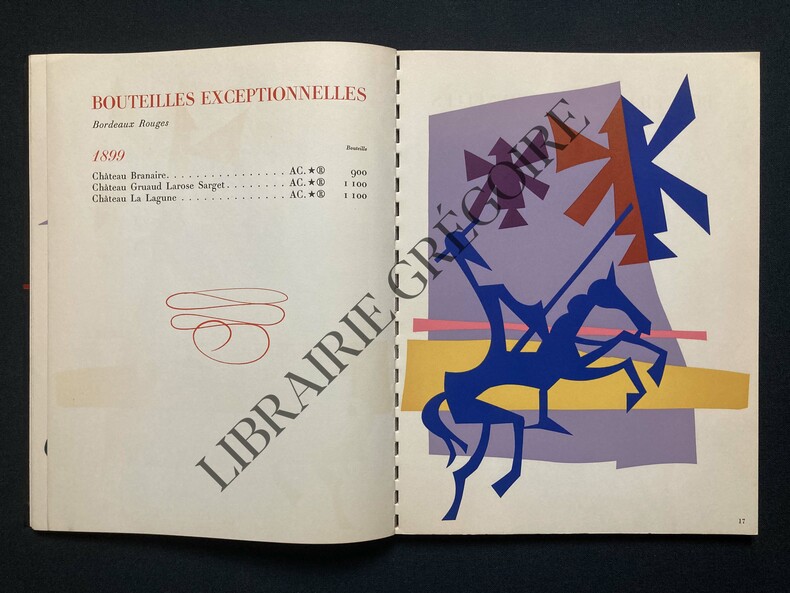 BOUTEILLES EXCEPTIONNELLES
Bordeaux Rouges
Bouteille
1899
Château Branaire. . . . . . . . . . . . . . . . . AC. ★ Ⓡ 900
Château Gruaud Larose Sarget. . . . . . . . AC. ★ Ⓡ 1 100
Château La Lagune . . . . . . . . . . . . . . . AC. ★ Ⓡ 1 100
LIBRAIRIE GRÉGOIRE
17